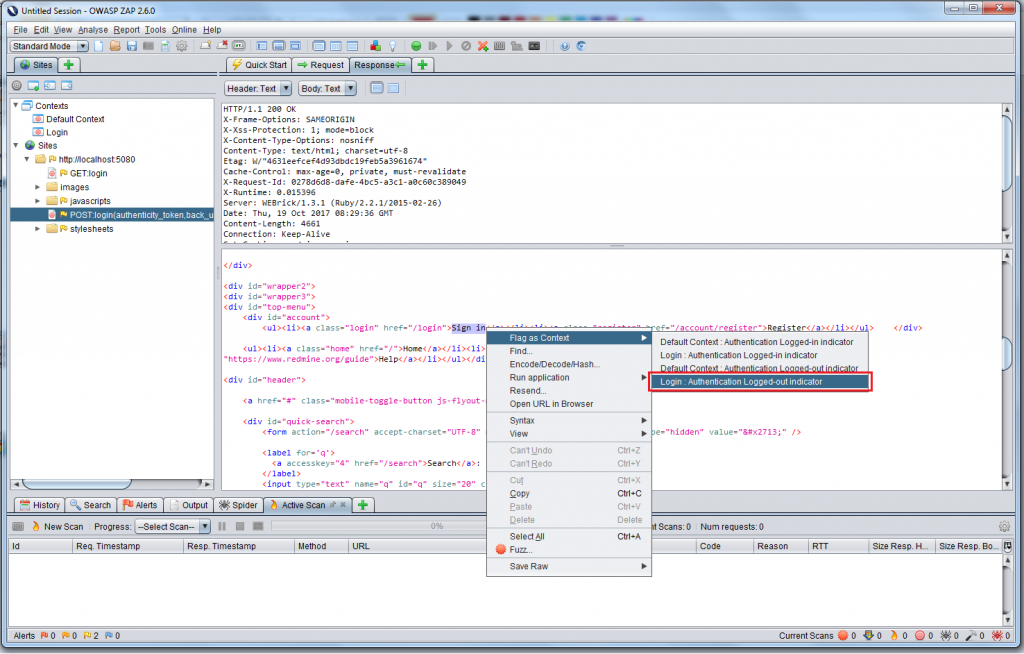 Untitled Session - OWASP ZAP 2.6.0
File Edit View Analyse Report Tools Online Help
Standard Mode
Sites
Quick Start Request Response
Header: Text Body: Text
Contexts
Default Context
Login
Sites
http://localhost:5080
GET:login
images
javascripts
POST:login(authenticity_token,back_u
stylesheets
HTTP/1.1 200 OK
X-Frame-Options: SAMEORIGIN
X-Xss-Protection: 1; mode=block
X-Content-Type-Options: nosniff
Content-Type: text/html; charset=utf-8
Etag: W/"4631eefcef4d93dbdc19feb5a3961674"
Cache-Control: max-age=0, private, must-revalidate
X-Request-Id: 0278d6d8-dafe-4bc5-a3c1-a0c60c389049
X-Runtime: 0.015396
Server: WEBrick/1.3.1 (Ruby/2.2.1/2015-02-26)
Date: Thu, 19 Oct 2017 08:29:36 GMT
Content-Length: 4661
Connection: Keep-Alive
</div>
<div id="wrapper2">
<div id="wrapper3">
<div id="top-menu">
<div id="account">
<ul><li><a class="login" href="/login">Sign in</a></li><li><a class="register" href="/account/register">Register</a></li></ul> </div>
<ul><li><a class="home" href="/">Home</a></li><li>
"https://www.redmine.org/guide">Help</a></li></ul></di
<div id="header">
<a href="#" class="mobile-toggle-button js-flyout-
<div id="quick-search">
<form action="/search" accept-charset="UTF-8" pe="hidden" value="&#x2713;" />
<label for='q'>
<a accesskey="4" href="/search">Search</a>:
</label>
<input type="text" name="q" id="q" size="20" c
Flag as Context
Find...
Encode/Decode/Hash...
Run application
Resend...
Open URL in Browser
Syntax
View
Can't Undo Ctrl+Z
Can't Redo Ctrl+Y
Cut Ctrl+X
Copy Ctrl+C
Paste Ctrl+V
Delete Delete
Select All Ctrl+A
Fuzz...
Save Raw
Default Context : Authentication Logged-in indicator
Login : Authentication Logged-in indicator
Default Context : Authentication Logged-out indicator
Login : Authentication Logged-out indicator
History Search Alerts Output Spider Active Scan
New Scan Progress: --Select Scan-- 0% nt Scans: 0 Num requests: 0
Id Req. Timestamp Resp. Timestamp Method URL Code Reason RTT Size Resp. H... Size Resp. Bo...
Alerts 0 0 2 0 Current Scans 0 0 0 0 0 0 0